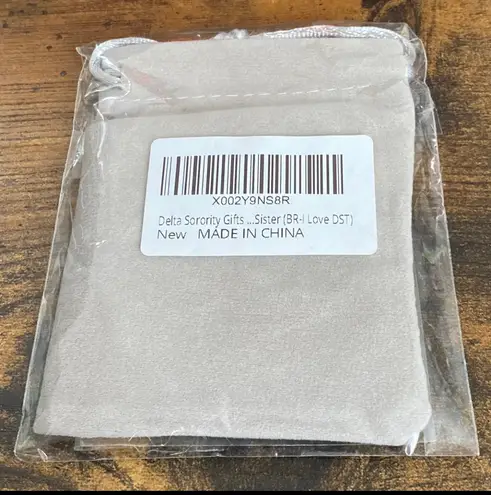 X002Y9NS8R
Delta Sorority Gifts ...Sister (BR-I Love DST)
New MADE IN CHINA